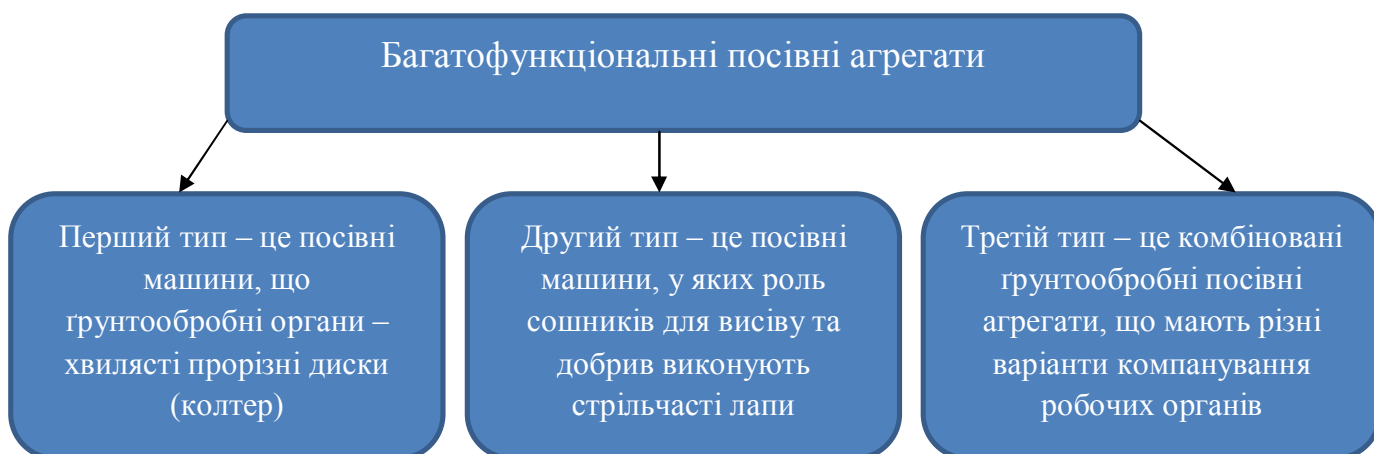 Багатофункціональні посівні агрегати
Перший тип – це посівні
машини, що
ґрунтообробні органи –
хвилясті прорізні диски
(колтер)
Другий тип – це посівні
машини, у яких роль
сошників для висіву та
добрив виконують
стрільчасті лапи
Третій тип – це комбіновані
ґрунтообробні посівні
агрегати, що мають різні
варіанти компанування
робочих органів